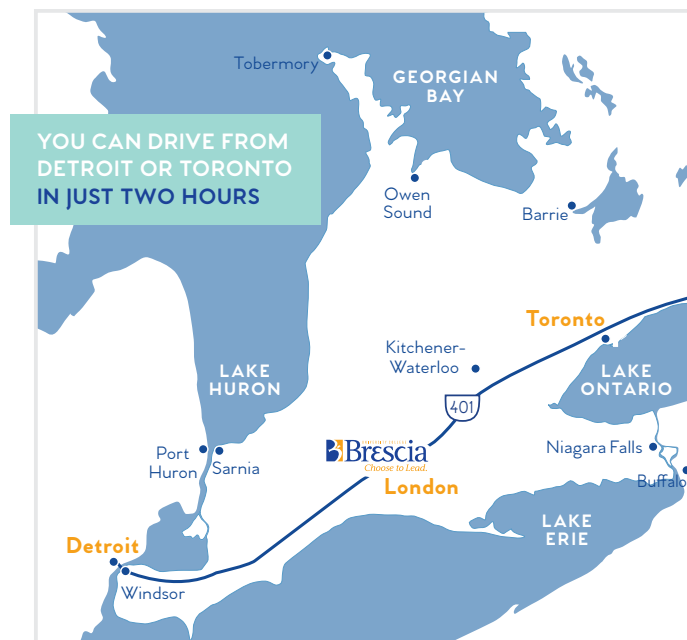 Tobermory
GEORGIAN
BAY
YOU CAN DRIVE FROM
DETROIT OR TORONTO
IN JUST TWO HOURS
Owen
Sound
Barrie
Toronto
Kitchener-
Waterloo
LAKE
HURON
LAKE
ONTARIO
401
Port
Huron
Sarnia
Brescia
Choose to Lead.
London
Niagara Falls
Buffalo
LAKE
ERIE
Detroit
Windsor